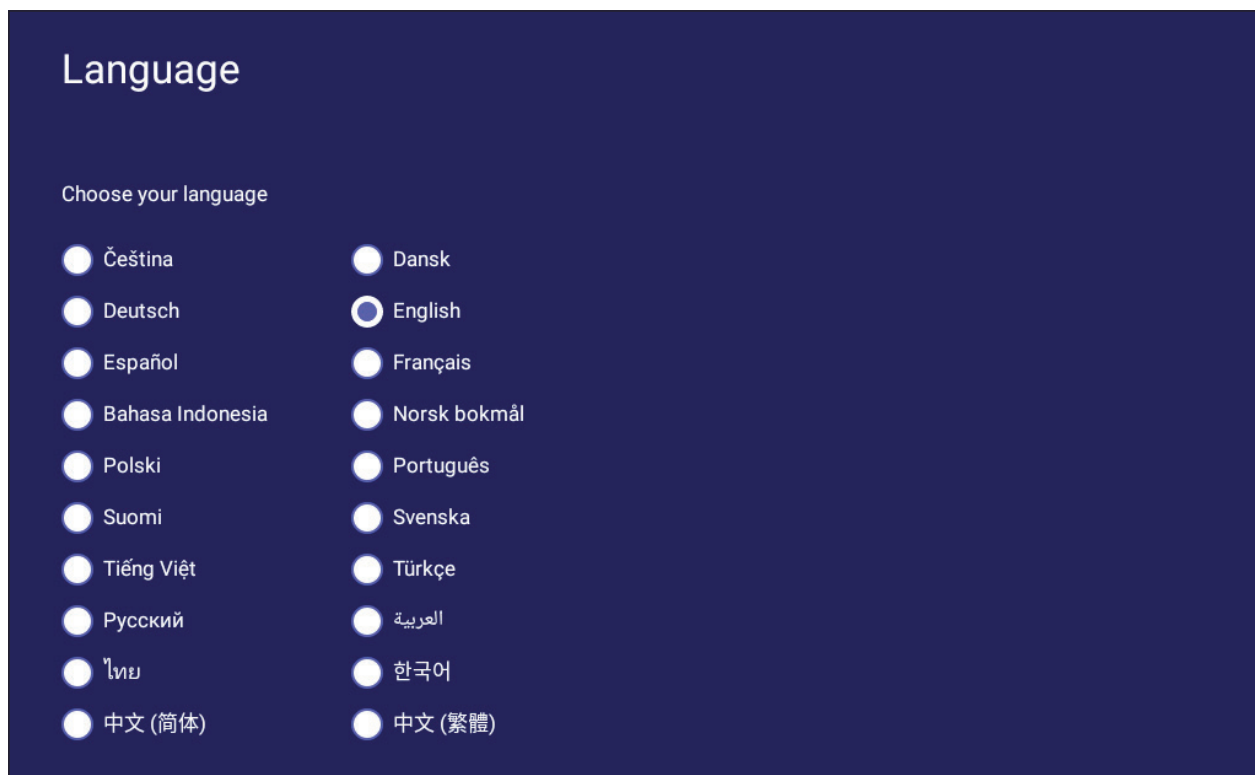 Language
Choose your language
Čeština Dansk
Deutsch English
Español Français
Bahasa Indonesia Norsk bokmål
Polski Português
Suomi Svenska
Tiếng Việt Türkçe
Русский العربية
ไทย 한국어
中文 (简体) 中文 (繁體)